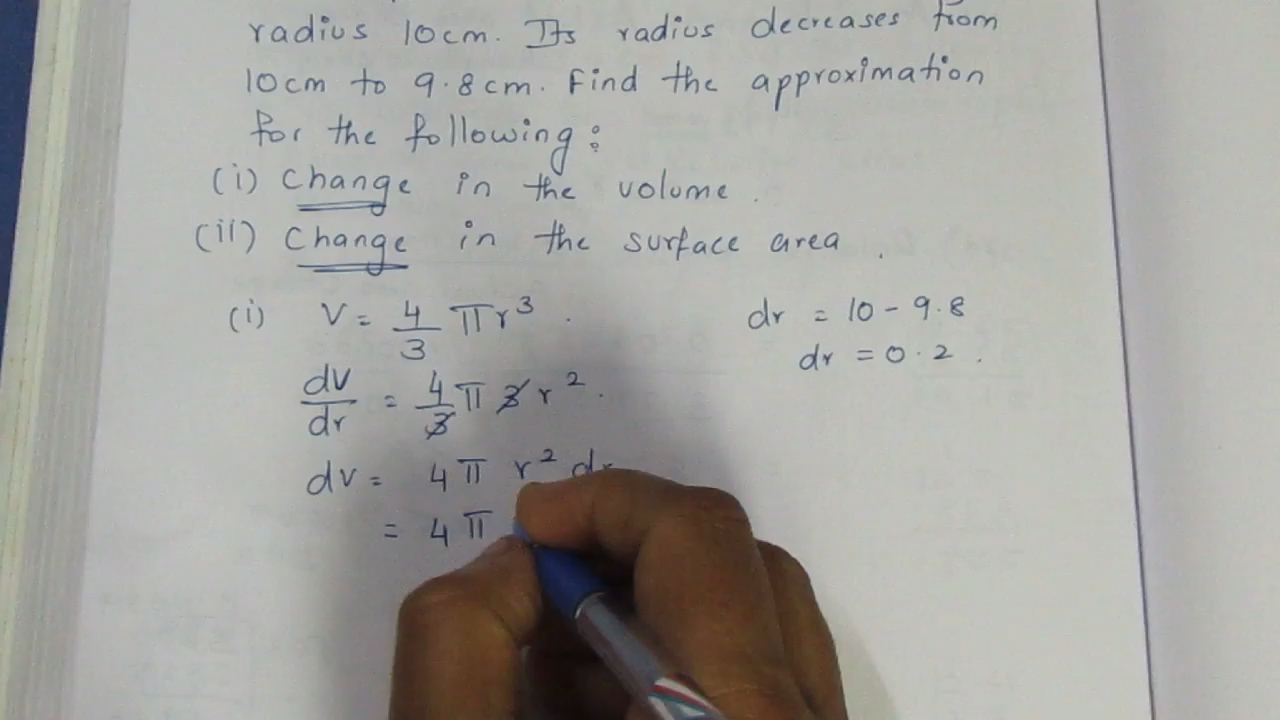 radius 10cm. Its radius decreases from
10cm to 9.8cm. Find the approximation
for the following:
(i) Change in the volume.
(ii) Change in the surface area.
(i) V = 4/3 πr³. dr = 10 - 9.8
dr = 0.2.
dV/dr = 4/3 π 3 r².
dv = 4π r² dr
= 4π